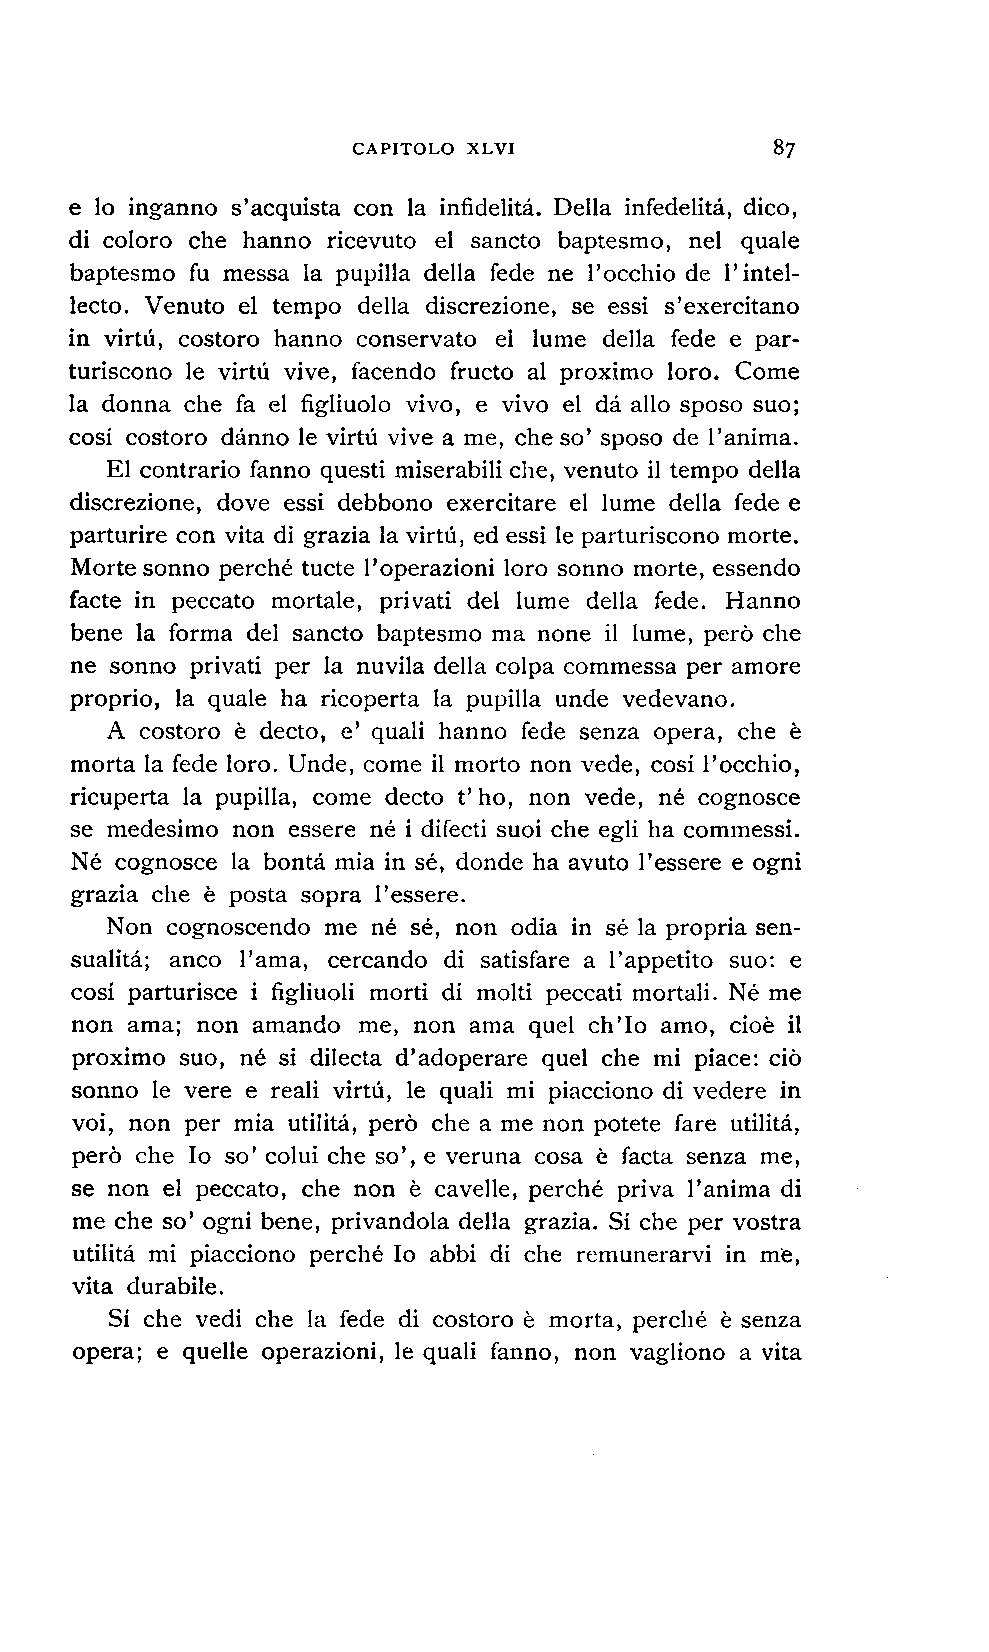 CAPITOLO XLVI 87
e lo inganno s'acquista con la infidelitá. Della infedelitá, dico,
di coloro che hanno ricevuto el sancto baptesmo, nel quale
baptesmo fu messa la pupilla della fede ne l'occhio de l'intel-
lecto. Venuto el tempo della discrezione, se essi s'exercitano
in virtú, costoro hanno conservato el lume della fede e par-
turiscono le virtú vive, facendo fructo al proximo loro. Come
la donna che fa el figliuolo vivo, e vivo el dá allo sposo suo;
cosí costoro dánno le virtú vive a me, che so' sposo de l'anima.
El contrario fanno questi miserabili che, venuto il tempo della
discrezione, dove essi debbono exercitare el lume della fede e
parturire con vita di grazia la virtú, ed essi le parturiscono morte.
Morte sonno perché tucte l'operazioni loro sonno morte, essendo
facte in peccato mortale, privati del lume della fede. Hanno
bene la forma del sancto baptesmo ma none il lume, però che
ne sonno privati per la nuvila della colpa commessa per amore
proprio, la quale ha ricoperta la pupilla unde vedevano.
A costoro è decto, e' quali hanno fede senza opera, che è
morta la fede loro. Unde, come il morto non vede, cosí l'occhio,
ricuperta la pupilla, come decto t'ho, non vede, né cognosce
se medesimo non essere né i difecti suoi che egli ha commessi.
Né cognosce la bontá mia in sé, donde ha avuto l'essere e ogni
grazia che è posta sopra l'essere.
Non cognoscendo me né sé, non odia in sé la propria sen-
sualitá; anco l'ama, cercando di satisfare a l'appetito suo: e
cosí parturisce i figliuoli morti di molti peccati mortali. Né me
non ama; non amando me, non ama quel ch'Io amo, cioè il
proximo suo, né si dilecta d'adoperare quel che mi piace: ciò
sonno le vere e reali virtú, le quali mi piacciono di vedere in
voi, non per mia utilitá, però che a me non potete fare utilitá,
però che Io so' colui che so', e veruna cosa è facta senza me,
se non el peccato, che non è cavelle, perché priva l'anima di
me che so' ogni bene, privandola della grazia. Sí che per vostra
utilitá mi piacciono perché Io abbi di che remunerarvi in me,
vita durabile.
Sí che vedi che la fede di costoro è morta, perché è senza
opera; e quelle operazioni, le quali fanno, non vagliono a vita